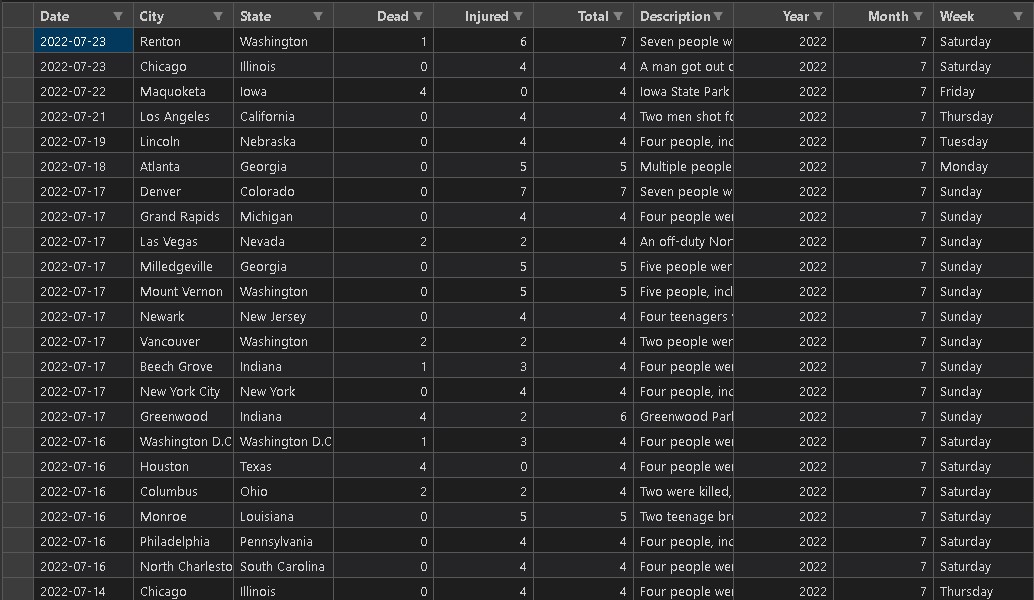 Date City State Dead Injured Total Description Year Month Week
2022-07-23 Renton Washington 1 6 7 Seven people w 2022 7 Saturday
2022-07-23 Chicago Illinois 0 4 4 A man got out 2022 7 Saturday
2022-07-22 Maquoketa Iowa 4 0 4 Iowa State Park 2022 7 Friday
2022-07-21 Los Angeles California 0 4 4 Two men shot 2022 7 Thursday
2022-07-19 Lincoln Nebraska 0 4 4 Four people, inc 2022 7 Tuesday
2022-07-18 Atlanta Georgia 0 5 5 Multiple people 2022 7 Monday
2022-07-17 Denver Colorado 0 7 7 Seven people w 2022 7 Sunday
2022-07-17 Grand Rapids Michigan 0 4 4 Four people wer 2022 7 Sunday
2022-07-17 Las Vegas Nevada 2 2 4 An off-duty Nor 2022 7 Sunday
2022-07-17 Milledgeville Georgia 0 5 5 Five people wer 2022 7 Sunday
2022-07-17 Mount Vernon Washington 0 5 5 Five people, incl 2022 7 Sunday
2022-07-17 Newark New Jersey 0 4 4 Four teenagers 2022 7 Sunday
2022-07-17 Vancouver Washington 2 2 4 Two people wer 2022 7 Sunday
2022-07-17 Beech Grove Indiana 1 3 4 Four people wer 2022 7 Sunday
2022-07-17 New York City New York 0 4 4 Four people, inc 2022 7 Sunday
2022-07-17 Greenwood Indiana 4 2 6 Greenwood Parl 2022 7 Sunday
2022-07-16 Washington D.C Washington D.C 1 3 4 Four people wer 2022 7 Saturday
2022-07-16 Houston Texas 4 0 4 Four people wer 2022 7 Saturday
2022-07-16 Columbus Ohio 2 2 4 Two were killed, 2022 7 Saturday
2022-07-16 Monroe Louisiana 0 5 5 Two teenage bro 2022 7 Saturday
2022-07-16 Philadelphia Pennsylvania 0 4 4 Four people, inc 2022 7 Saturday
2022-07-16 North Charlesto South Carolina 0 4 4 Four people wer 2022 7 Saturday
2022-07-14 Chicago Illinois 0 4 4 Four people wer 2022 7 Thursday